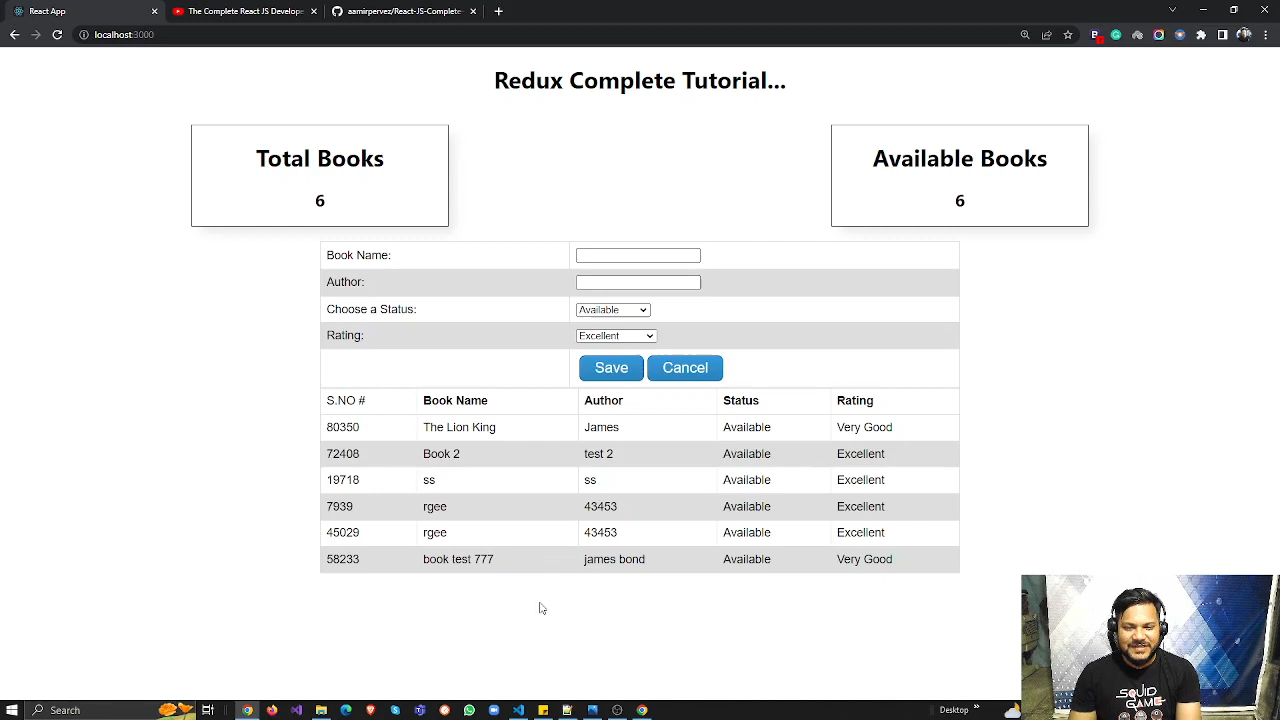 React App
The Complete React JS Develope
aamirpervez/React-JS-Complete-
localhost:3000
Redux Complete Tutorial...
Total Books
6
Available Books
6
Book Name:
Author:
Choose a Status: Available
Rating: Excellent
Save Cancel
S.NO # Book Name Author Status Rating
80350 The Lion King James Available Very Good
72408 Book 2 test 2 Available Excellent
19718 ss ss Available Excellent
7939 rgee 43453 Available Excellent
45029 rgee 43453 Available Excellent
58233 book test 777 james bond Available Very Good
SQUID
GAME
Search
Desktop